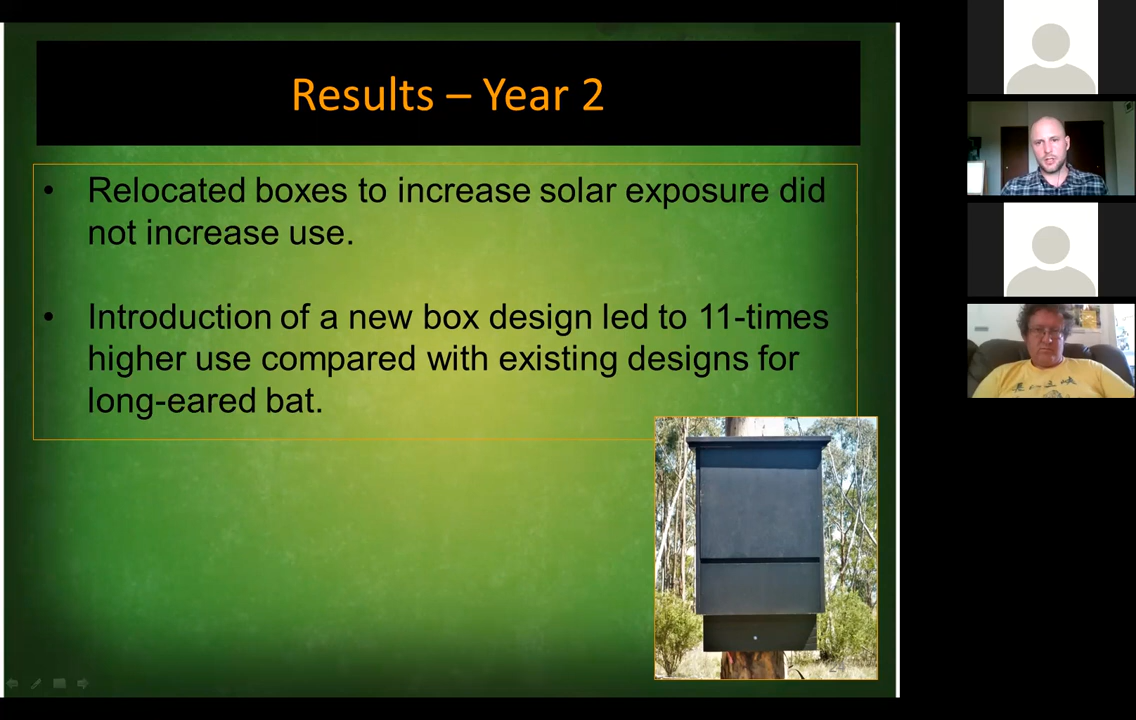 Results – Year 2
• Relocated boxes to increase solar exposure did
not increase use.
• Introduction of a new box design led to 11-times
higher use compared with existing designs for
long-eared bat.